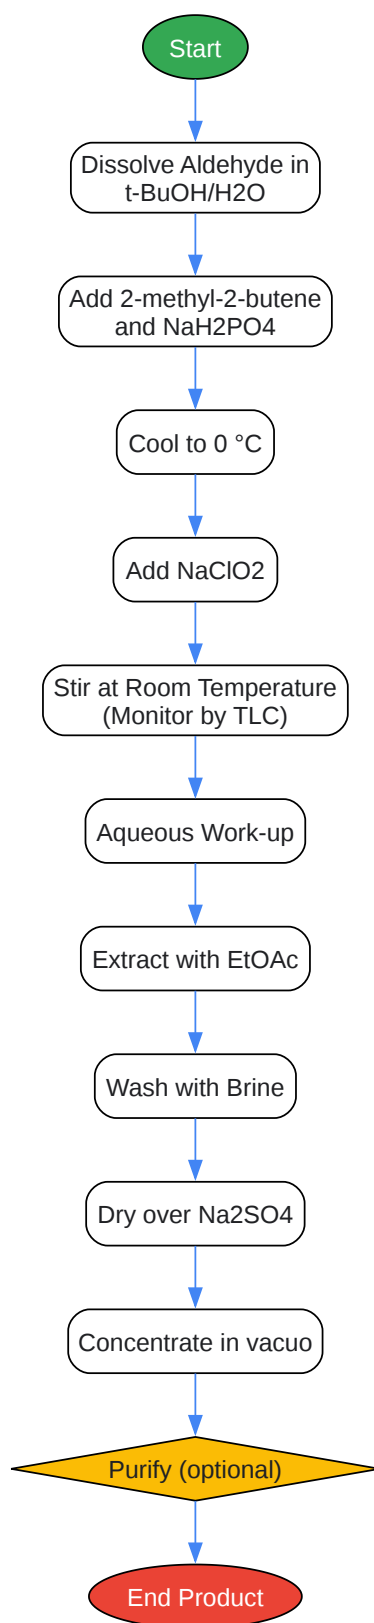 Start
Dissolve Aldehyde in
t-BuOH/H2O
Add 2-methyl-2-butene
and NaH2PO4
Cool to 0 °C
Add NaClO2
Stir at Room Temperature
(Monitor by TLC)
Aqueous Work-up
Extract with EtOAc
Wash with Brine
Dry over Na2SO4
Concentrate in vacuo
Purify (optional)
End Product